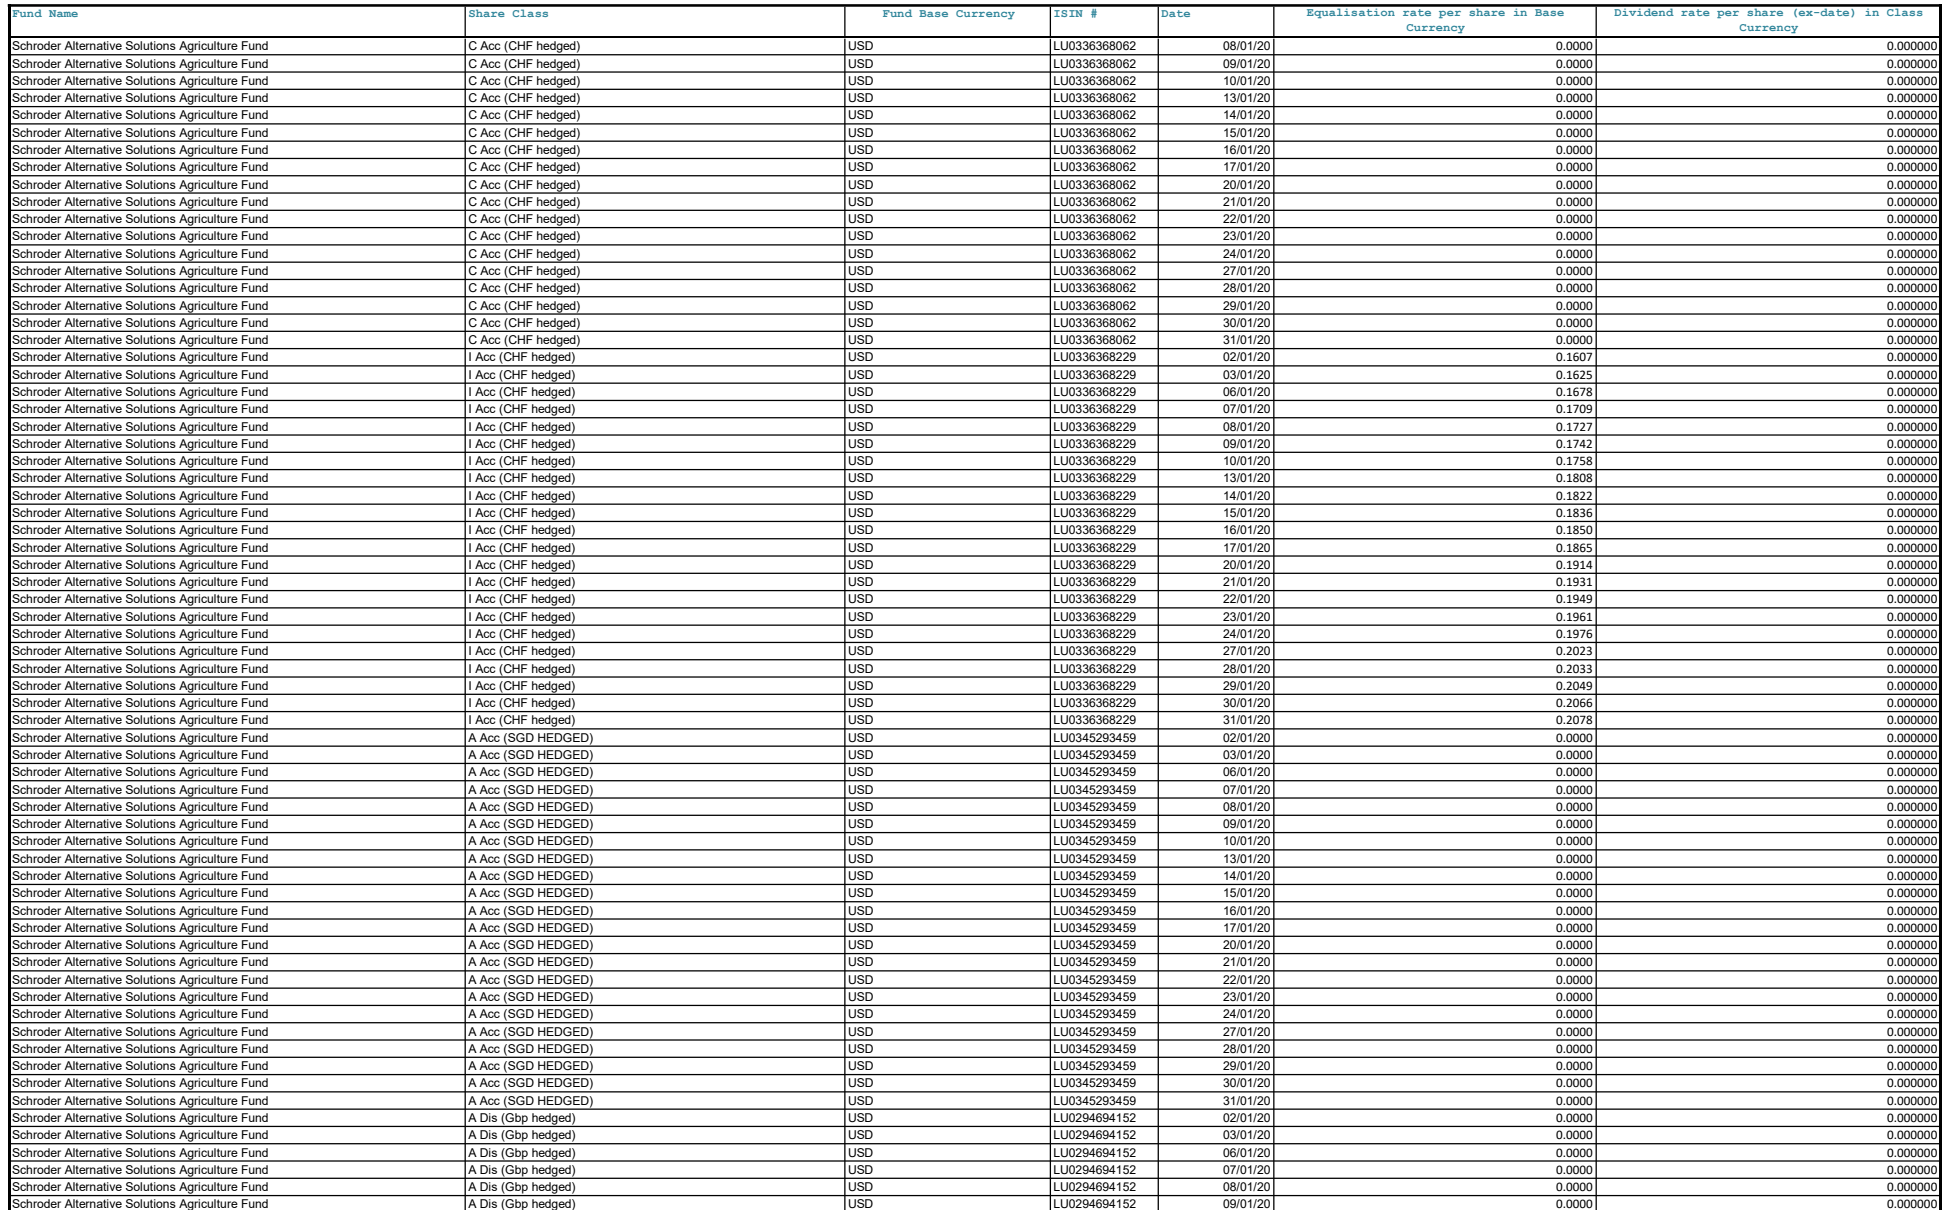 Fund Name Share Class Fund Base Currency ISIN # Date Equalisation rate per share in Base Currency Dividend rate per share (ex-date) in Class Currency
Schroder Alternative Solutions Agriculture Fund C Acc (CHF hedged) USD LU0336368062 08/01/20 0.0000 0.000000
Schroder Alternative Solutions Agriculture Fund C Acc (CHF hedged) USD LU0336368062 09/01/20 0.0000 0.000000
Schroder Alternative Solutions Agriculture Fund C Acc (CHF hedged) USD LU0336368062 10/01/20 0.0000 0.000000
Schroder Alternative Solutions Agriculture Fund C Acc (CHF hedged) USD LU0336368062 13/01/20 0.0000 0.000000
Schroder Alternative Solutions Agriculture Fund C Acc (CHF hedged) USD LU0336368062 14/01/20 0.0000 0.000000
Schroder Alternative Solutions Agriculture Fund C Acc (CHF hedged) USD LU0336368062 15/01/20 0.0000 0.000000
Schroder Alternative Solutions Agriculture Fund C Acc (CHF hedged) USD LU0336368062 16/01/20 0.0000 0.000000
Schroder Alternative Solutions Agriculture Fund C Acc (CHF hedged) USD LU0336368062 17/01/20 0.0000 0.000000
Schroder Alternative Solutions Agriculture Fund C Acc (CHF hedged) USD LU0336368062 20/01/20 0.0000 0.000000
Schroder Alternative Solutions Agriculture Fund C Acc (CHF hedged) USD LU0336368062 21/01/20 0.0000 0.000000
Schroder Alternative Solutions Agriculture Fund C Acc (CHF hedged) USD LU0336368062 22/01/20 0.0000 0.000000
Schroder Alternative Solutions Agriculture Fund C Acc (CHF hedged) USD LU0336368062 23/01/20 0.0000 0.000000
Schroder Alternative Solutions Agriculture Fund C Acc (CHF hedged) USD LU0336368062 24/01/20 0.0000 0.000000
Schroder Alternative Solutions Agriculture Fund C Acc (CHF hedged) USD LU0336368062 27/01/20 0.0000 0.000000
Schroder Alternative Solutions Agriculture Fund C Acc (CHF hedged) USD LU0336368062 28/01/20 0.0000 0.000000
Schroder Alternative Solutions Agriculture Fund C Acc (CHF hedged) USD LU0336368062 29/01/20 0.0000 0.000000
Schroder Alternative Solutions Agriculture Fund C Acc (CHF hedged) USD LU0336368062 30/01/20 0.0000 0.000000
Schroder Alternative Solutions Agriculture Fund C Acc (CHF hedged) USD LU0336368062 31/01/20 0.0000 0.000000
Schroder Alternative Solutions Agriculture Fund I Acc (CHF hedged) USD LU0336368229 02/01/20 0.1607 0.000000
Schroder Alternative Solutions Agriculture Fund I Acc (CHF hedged) USD LU0336368229 03/01/20 0.1625 0.000000
Schroder Alternative Solutions Agriculture Fund I Acc (CHF hedged) USD LU0336368229 06/01/20 0.1678 0.000000
Schroder Alternative Solutions Agriculture Fund I Acc (CHF hedged) USD LU0336368229 07/01/20 0.1709 0.000000
Schroder Alternative Solutions Agriculture Fund I Acc (CHF hedged) USD LU0336368229 08/01/20 0.1727 0.000000
Schroder Alternative Solutions Agriculture Fund I Acc (CHF hedged) USD LU0336368229 09/01/20 0.1742 0.000000
Schroder Alternative Solutions Agriculture Fund I Acc (CHF hedged) USD LU0336368229 10/01/20 0.1758 0.000000
Schroder Alternative Solutions Agriculture Fund I Acc (CHF hedged) USD LU0336368229 13/01/20 0.1808 0.000000
Schroder Alternative Solutions Agriculture Fund I Acc (CHF hedged) USD LU0336368229 14/01/20 0.1822 0.000000
Schroder Alternative Solutions Agriculture Fund I Acc (CHF hedged) USD LU0336368229 15/01/20 0.1836 0.000000
Schroder Alternative Solutions Agriculture Fund I Acc (CHF hedged) USD LU0336368229 16/01/20 0.1850 0.000000
Schroder Alternative Solutions Agriculture Fund I Acc (CHF hedged) USD LU0336368229 17/01/20 0.1865 0.000000
Schroder Alternative Solutions Agriculture Fund I Acc (CHF hedged) USD LU0336368229 20/01/20 0.1914 0.000000
Schroder Alternative Solutions Agriculture Fund I Acc (CHF hedged) USD LU0336368229 21/01/20 0.1931 0.000000
Schroder Alternative Solutions Agriculture Fund I Acc (CHF hedged) USD LU0336368229 22/01/20 0.1949 0.000000
Schroder Alternative Solutions Agriculture Fund I Acc (CHF hedged) USD LU0336368229 23/01/20 0.1961 0.000000
Schroder Alternative Solutions Agriculture Fund I Acc (CHF hedged) USD LU0336368229 24/01/20 0.1976 0.000000
Schroder Alternative Solutions Agriculture Fund I Acc (CHF hedged) USD LU0336368229 27/01/20 0.2023 0.000000
Schroder Alternative Solutions Agriculture Fund I Acc (CHF hedged) USD LU0336368229 28/01/20 0.2033 0.000000
Schroder Alternative Solutions Agriculture Fund I Acc (CHF hedged) USD LU0336368229 29/01/20 0.2049 0.000000
Schroder Alternative Solutions Agriculture Fund I Acc (CHF hedged) USD LU0336368229 30/01/20 0.2066 0.000000
Schroder Alternative Solutions Agriculture Fund I Acc (CHF hedged) USD LU0336368229 31/01/20 0.2078 0.000000
Schroder Alternative Solutions Agriculture Fund A Acc (SGD HEDGED) USD LU0345293459 02/01/20 0.0000 0.000000
Schroder Alternative Solutions Agriculture Fund A Acc (SGD HEDGED) USD LU0345293459 03/01/20 0.0000 0.000000
Schroder Alternative Solutions Agriculture Fund A Acc (SGD HEDGED) USD LU0345293459 06/01/20 0.0000 0.000000
Schroder Alternative Solutions Agriculture Fund A Acc (SGD HEDGED) USD LU0345293459 07/01/20 0.0000 0.000000
Schroder Alternative Solutions Agriculture Fund A Acc (SGD HEDGED) USD LU0345293459 08/01/20 0.0000 0.000000
Schroder Alternative Solutions Agriculture Fund A Acc (SGD HEDGED) USD LU0345293459 09/01/20 0.0000 0.000000
Schroder Alternative Solutions Agriculture Fund A Acc (SGD HEDGED) USD LU0345293459 10/01/20 0.0000 0.000000
Schroder Alternative Solutions Agriculture Fund A Acc (SGD HEDGED) USD LU0345293459 13/01/20 0.0000 0.000000
Schroder Alternative Solutions Agriculture Fund A Acc (SGD HEDGED) USD LU0345293459 14/01/20 0.0000 0.000000
Schroder Alternative Solutions Agriculture Fund A Acc (SGD HEDGED) USD LU0345293459 15/01/20 0.0000 0.000000
Schroder Alternative Solutions Agriculture Fund A Acc (SGD HEDGED) USD LU0345293459 16/01/20 0.0000 0.000000
Schroder Alternative Solutions Agriculture Fund A Acc (SGD HEDGED) USD LU0345293459 17/01/20 0.0000 0.000000
Schroder Alternative Solutions Agriculture Fund A Acc (SGD HEDGED) USD LU0345293459 20/01/20 0.0000 0.000000
Schroder Alternative Solutions Agriculture Fund A Acc (SGD HEDGED) USD LU0345293459 21/01/20 0.0000 0.000000
Schroder Alternative Solutions Agriculture Fund A Acc (SGD HEDGED) USD LU0345293459 22/01/20 0.0000 0.000000
Schroder Alternative Solutions Agriculture Fund A Acc (SGD HEDGED) USD LU0345293459 23/01/20 0.0000 0.000000
Schroder Alternative Solutions Agriculture Fund A Acc (SGD HEDGED) USD LU0345293459 24/01/20 0.0000 0.000000
Schroder Alternative Solutions Agriculture Fund A Acc (SGD HEDGED) USD LU0345293459 27/01/20 0.0000 0.000000
Schroder Alternative Solutions Agriculture Fund A Acc (SGD HEDGED) USD LU0345293459 28/01/20 0.0000 0.000000
Schroder Alternative Solutions Agriculture Fund A Acc (SGD HEDGED) USD LU0345293459 29/01/20 0.0000 0.000000
Schroder Alternative Solutions Agriculture Fund A Acc (SGD HEDGED) USD LU0345293459 30/01/20 0.0000 0.000000
Schroder Alternative Solutions Agriculture Fund A Acc (SGD HEDGED) USD LU0345293459 31/01/20 0.0000 0.000000
Schroder Alternative Solutions Agriculture Fund A Dis (Gbp hedged) USD LU0294694152 02/01/20 0.0000 0.000000
Schroder Alternative Solutions Agriculture Fund A Dis (Gbp hedged) USD LU0294694152 03/01/20 0.0000 0.000000
Schroder Alternative Solutions Agriculture Fund A Dis (Gbp hedged) USD LU0294694152 06/01/20 0.0000 0.000000
Schroder Alternative Solutions Agriculture Fund A Dis (Gbp hedged) USD LU0294694152 07/01/20 0.0000 0.000000
Schroder Alternative Solutions Agriculture Fund A Dis (Gbp hedged) USD LU0294694152 08/01/20 0.0000 0.000000
Schroder Alternative Solutions Agriculture Fund A Dis (Gbp hedged) USD LU0294694152 09/01/20 0.0000 0.000000